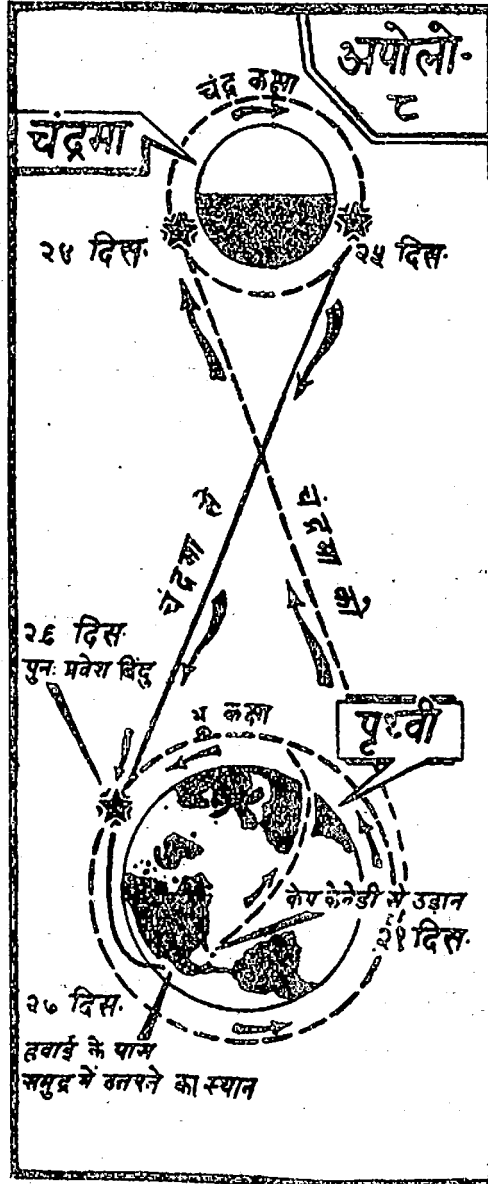 अपोलो-
८
चंद्र कक्षा
चंद्रमा
२४ दिस.
२५ दिस.
चंद्रमा से
चंद्रमा को
२६ दिस.
पुनः प्रवेश बिंदु
भू कक्षा
पृथ्वी
केप केनेडी से उड़ान
२१ दिस.
२७ दिस.
हवाई के पास
समुद्र में उतरने का स्थान